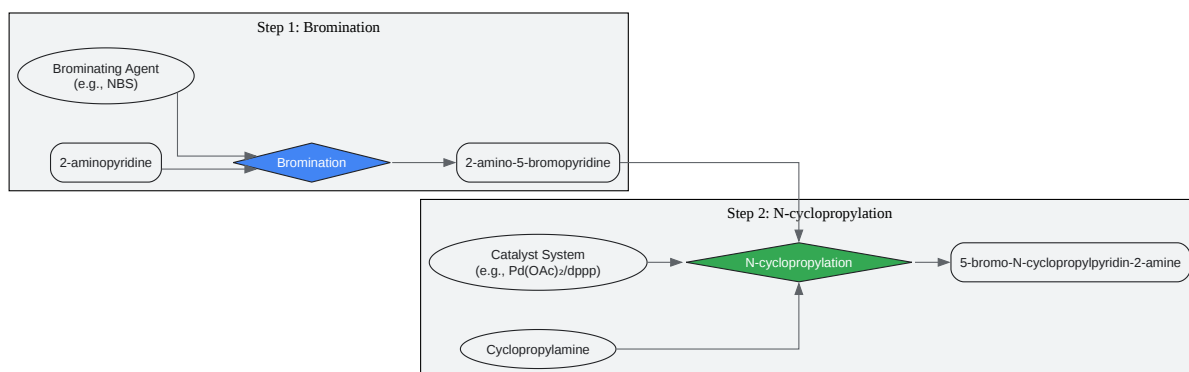 Step 1: Bromination
Brominating Agent
(e.g., NBS)
2-aminopyridine
Bromination
2-amino-5-bromopyridine
Step 2: N-cyclopropylation
Catalyst System
(e.g., Pd(OAc)₂/dppp)
N-cyclopropylation
5-bromo-N-cyclopropylpyridin-2-amine
Cyclopropylamine